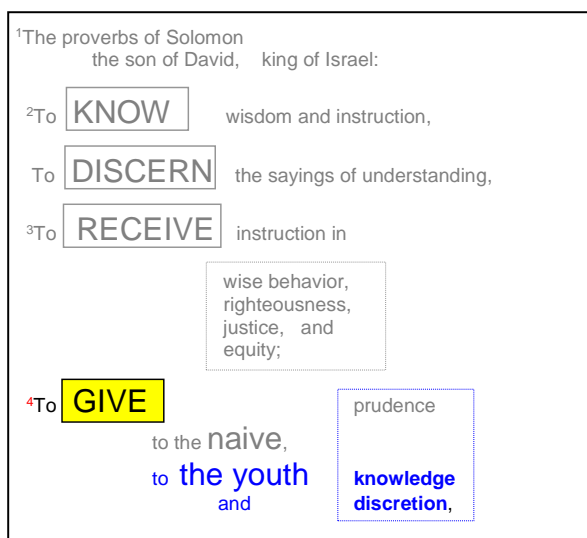 1The proverbs of Solomon
the son of David, king of Israel:
2To KNOW wisdom and instruction,
To DISCERN the sayings of understanding,
3To RECEIVE instruction in
wise behavior,
righteousness,
justice, and
equity;
4To GIVE
to the naive, prudence
to the youth knowledge
and discretion,